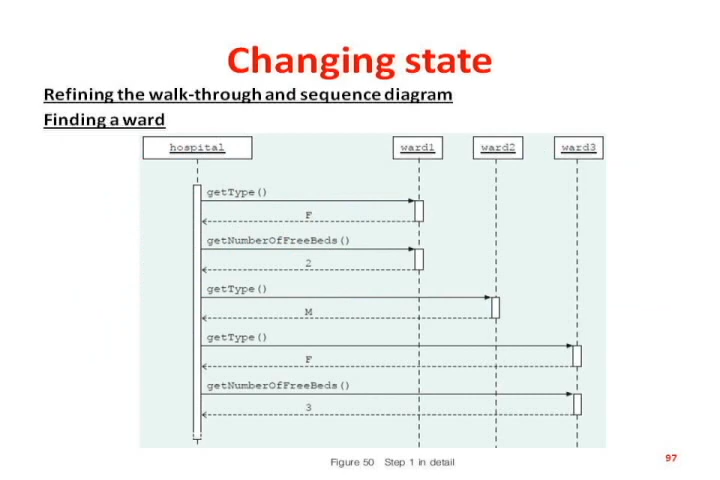 Changing state
Refining the walk-through and sequence diagram
Finding a ward
hospital ward1 ward2 ward3
getType()
F
getNumberOfFreeBeds()
2
getType()
M
getType()
F
getNumberOfFreeBeds()
3
Figure 50 Step 1 in detail
97